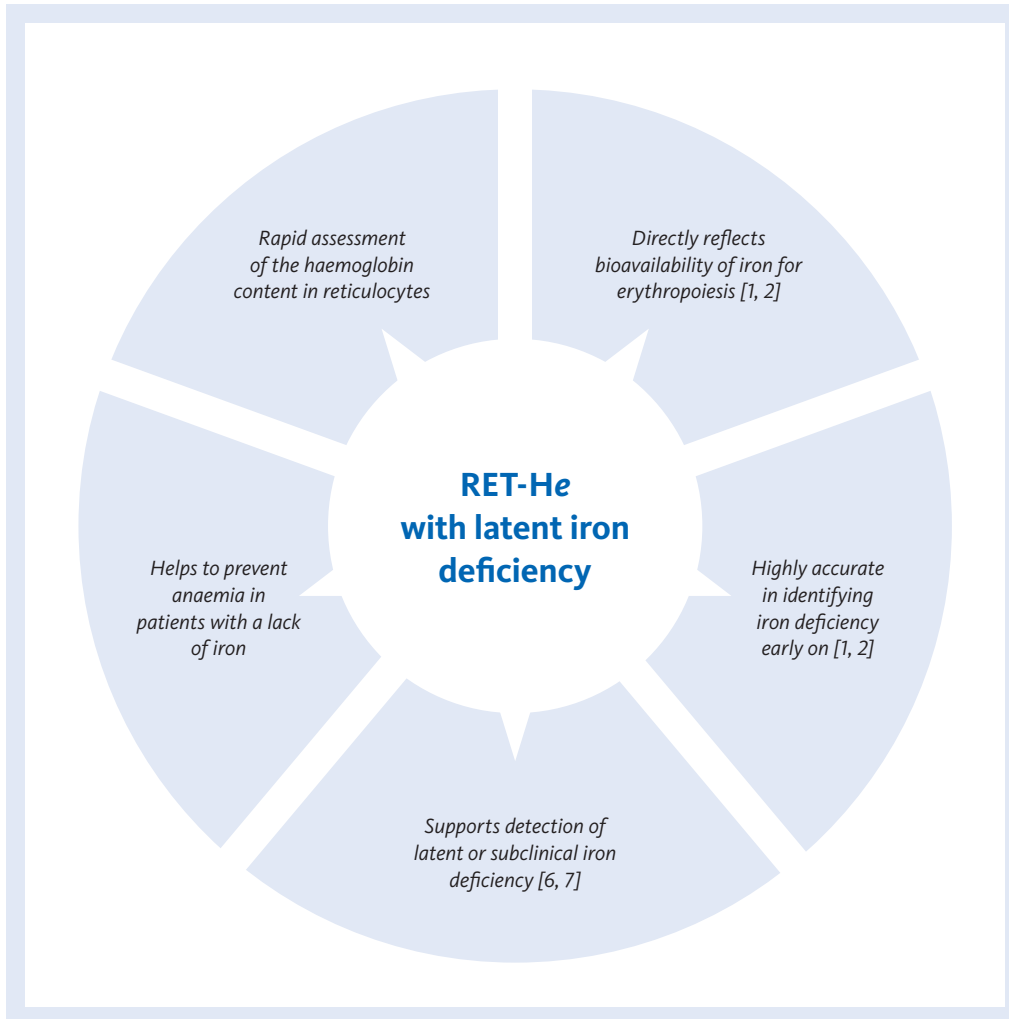 Rapid assessment
of the haemoglobin
content in reticulocytes
Directly reflects
bioavailability of iron for
erythropoiesis [1, 2]
RET-He
with latent iron
deficiency
Helps to prevent
anaemia in
patients with a lack
of iron
Highly accurate
in identifying
iron deficiency
early on [1, 2]
Supports detection of
latent or subclinical iron
deficiency [6, 7]